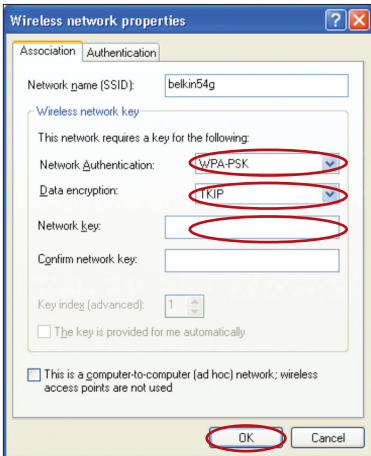 Wireless network properties
Association Authentication
Network name (SSID): belkin54g
Wireless network key
This network requires a key for the following:
Network Authentication: WPA-PSK
Data encryption: TKIP
Network key:
Confirm network key:
Key index (advanced): 1
The key is provided for me automatically
This is a computer-to-computer (ad hoc) network; wireless
access points are not used
OK Cancel